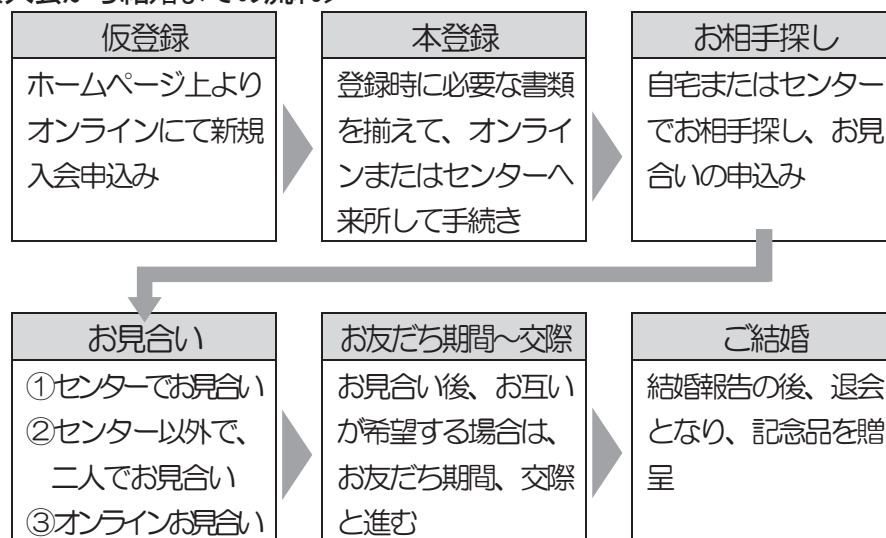 入会から結婚までの流れ
仮登録
ホームページ上より
オンラインにて新規
入会申込み
本登録
登録時に必要な書類
を揃えて、オンライ
ンまたはセンターへ
来所して手続き
お相手探し
自宅またはセンター
でお相手探し、お見
合いの申込み
お見合い
①センターでお見合い
②センター以外で、
二人でお見合い
③オンラインお見合い
お友だち期間～交際
お見合い後、お互い
が希望する場合は、
お友だち期間、交際
と進む
ご結婚
結婚報告の後、退会
となり、記念品を贈
呈